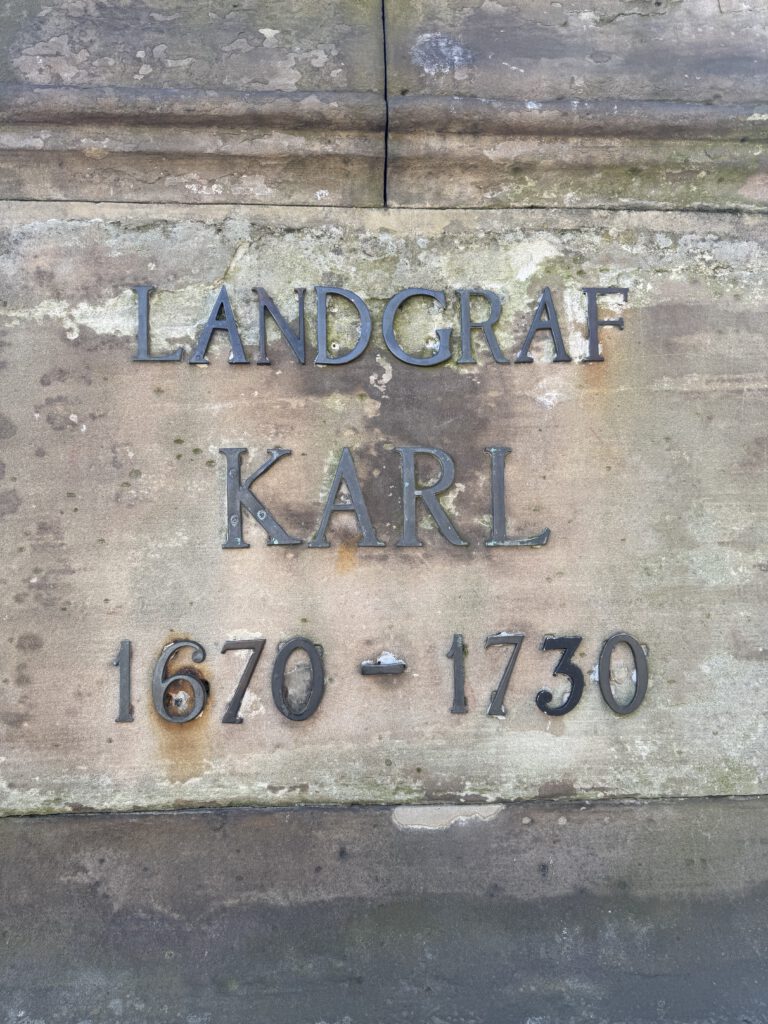 LANDGRAF
KARL
1670 - 1730